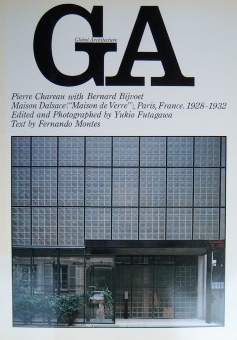 GA
Global Architecture
Pierre Chareau with Bernard Bijvoet
Maison Dalsace ("Maison de Verre"), Paris, France. 1928-1932
Edited and Photographed by Yukio Futagawa
Text by Fernando Montes